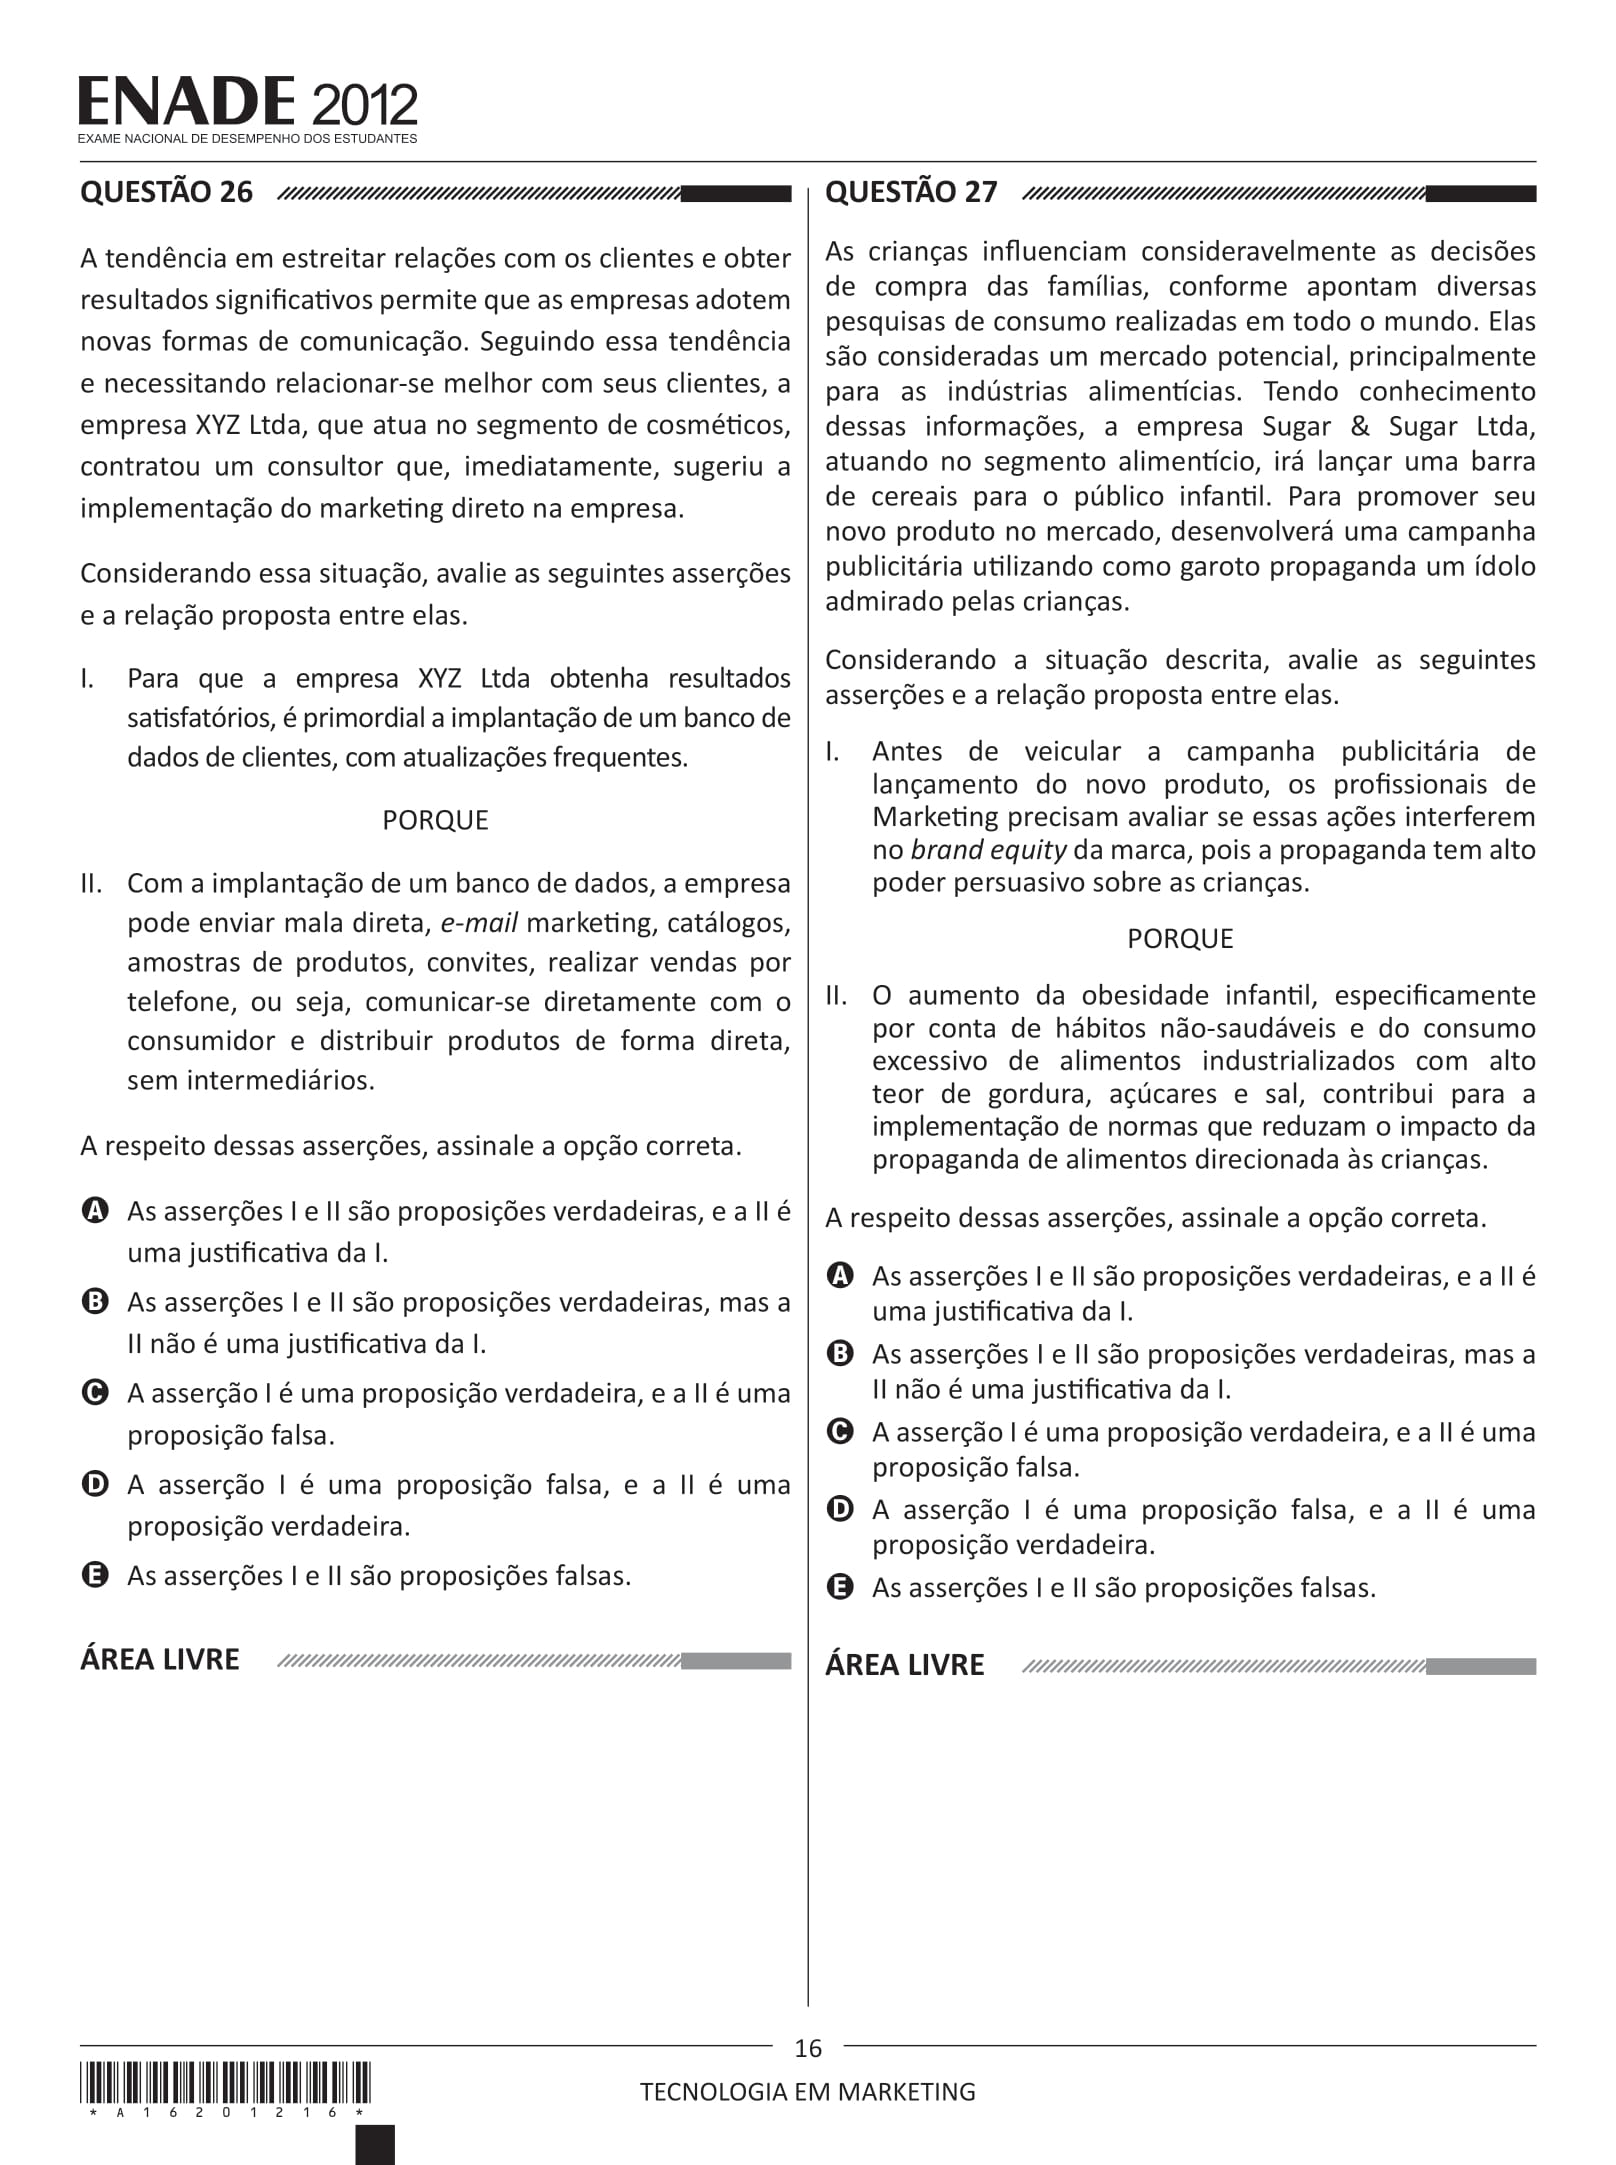 ENADE 2012
EXAME NACIONAL DE DESEMPENHO DOS ESTUDANTES
QUESTÃO 26
A tendência em estreitar relações com os clientes e obter
resultados significativos permite que as empresas adotem
novas formas de comunicação. Seguindo essa tendência
e necessitando relacionar-se melhor com seus clientes, a
empresa XYZ Ltda, que atua no segmento de cosméticos,
contratou um consultor que, imediatamente, sugeriu a
implementação do marketing direto na empresa.
Considerando essa situação, avalie as seguintes asserções
e a relação proposta entre elas.
I. Para que a empresa XYZ Ltda obtenha resultados
satisfatórios, é primordial a implantação de um banco de
dados de clientes, com atualizações frequentes.
PORQUE
II. Com a implantação de um banco de dados, a empresa
pode enviar mala direta, e-mail marketing, catálogos,
amostras de produtos, convites, realizar vendas por
telefone, ou seja, comunicar-se diretamente com o
consumidor e distribuir produtos de forma direta,
sem intermediários.
A respeito dessas asserções, assinale a opção correta.
A As asserções I e II são proposições verdadeiras, e a II é
uma justificativa da I.
B As asserções I e II são proposições verdadeiras, mas a
II não é uma justificativa da I.
C A asserção I é uma proposição verdadeira, e a II é uma
proposição falsa.
D A asserção I é uma proposição falsa, e a II é uma
proposição verdadeira.
E As asserções I e II são proposições falsas.
ÁREA LIVRE
QUESTÃO 27
As crianças influenciam consideravelmente as decisões
de compra das famílias, conforme apontam diversas
pesquisas de consumo realizadas em todo o mundo. Elas
são consideradas um mercado potencial, principalmente
para as indústrias alimentícias. Tendo conhecimento
dessas informações, a empresa Sugar & Sugar Ltda,
atuando no segmento alimentício, irá lançar uma barra
de cereais para o público infantil. Para promover seu
novo produto no mercado, desenvolverá uma campanha
publicitária utilizando como garoto propaganda um ídolo
admirado pelas crianças.
Considerando a situação descrita, avalie as seguintes
asserções e a relação proposta entre elas.
I. Antes de veicular a campanha publicitária de
lançamento do novo produto, os profissionais de
Marketing precisam avaliar se essas ações interferem
no brand equity da marca, pois a propaganda tem alto
poder persuasivo sobre as crianças.
PORQUE
II. O aumento da obesidade infantil, especificamente
por conta de hábitos não-saudáveis e do consumo
excessivo de alimentos industrializados com alto
teor de gordura, açúcares e sal, contribui para a
implementação de normas que reduzam o impacto da
propaganda de alimentos direcionada às crianças.
A respeito dessas asserções, assinale a opção correta.
A As asserções I e II são proposições verdadeiras, e a II é
uma justificativa da I.
B As asserções I e II são proposições verdadeiras, mas a
II não é uma justificativa da I.
C A asserção I é uma proposição verdadeira, e a II é uma
proposição falsa.
D A asserção I é uma proposição falsa, e a II é uma
proposição verdadeira.
E As asserções I e II são proposições falsas.
ÁREA LIVRE
16
TECNOLOGIA EM MARKETING
*A16201216*